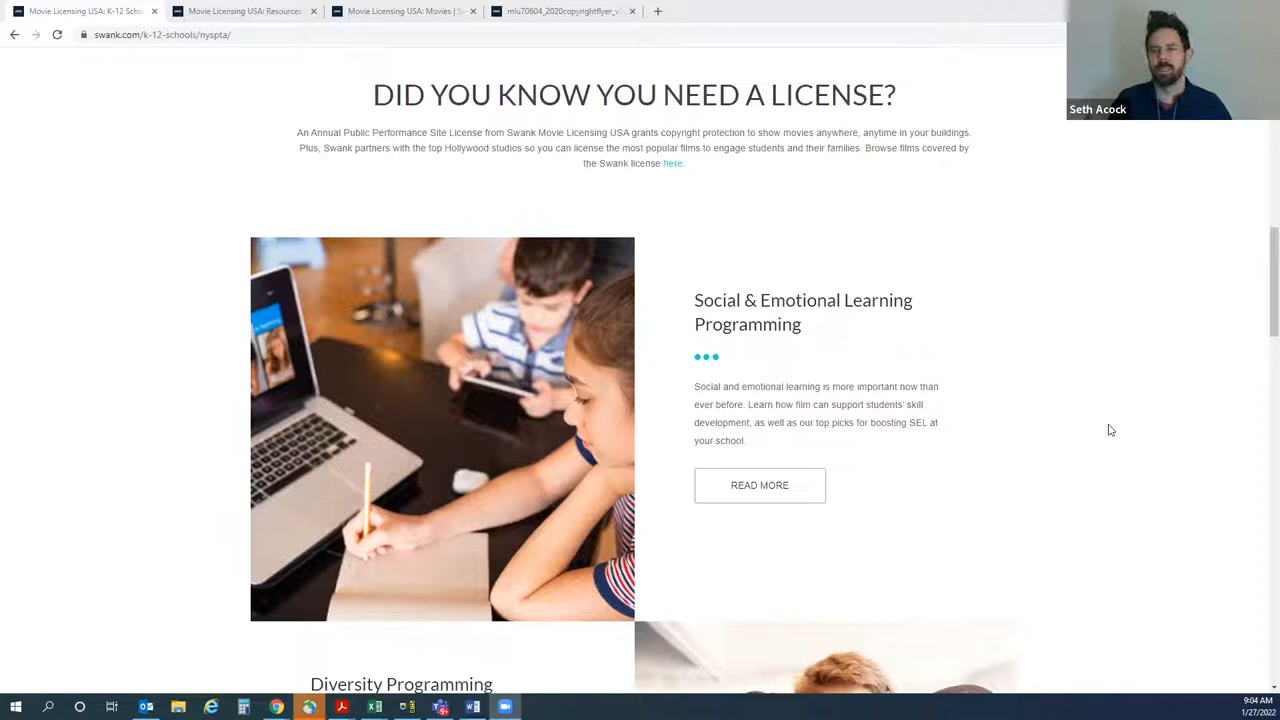 Movie Licensing USA: K-12 Scho
Movie Licensing USA: Resources
Movie Licensing USA: Movies | Sw
mlu70604_2020copyrightflyer_v
swank.com/k-12-schools/nyspta/
Seth Acock
DID YOU KNOW YOU NEED A LICENSE?
An Annual Public Performance Site License from Swank Movie Licensing USA grants copyright protection to show movies anywhere, anytime in your buildings.
Plus, Swank partners with the top Hollywood studios so you can license the most popular films to engage students and their families. Browse films covered by
the Swank license here.
Social & Emotional Learning
Programming
Social and emotional learning is more important now than
ever before. Learn how film can support students' skill
development, as well as our top picks for boosting SEL at
your school.
READ MORE
Diversity Programming
9:04 AM
1/27/2022